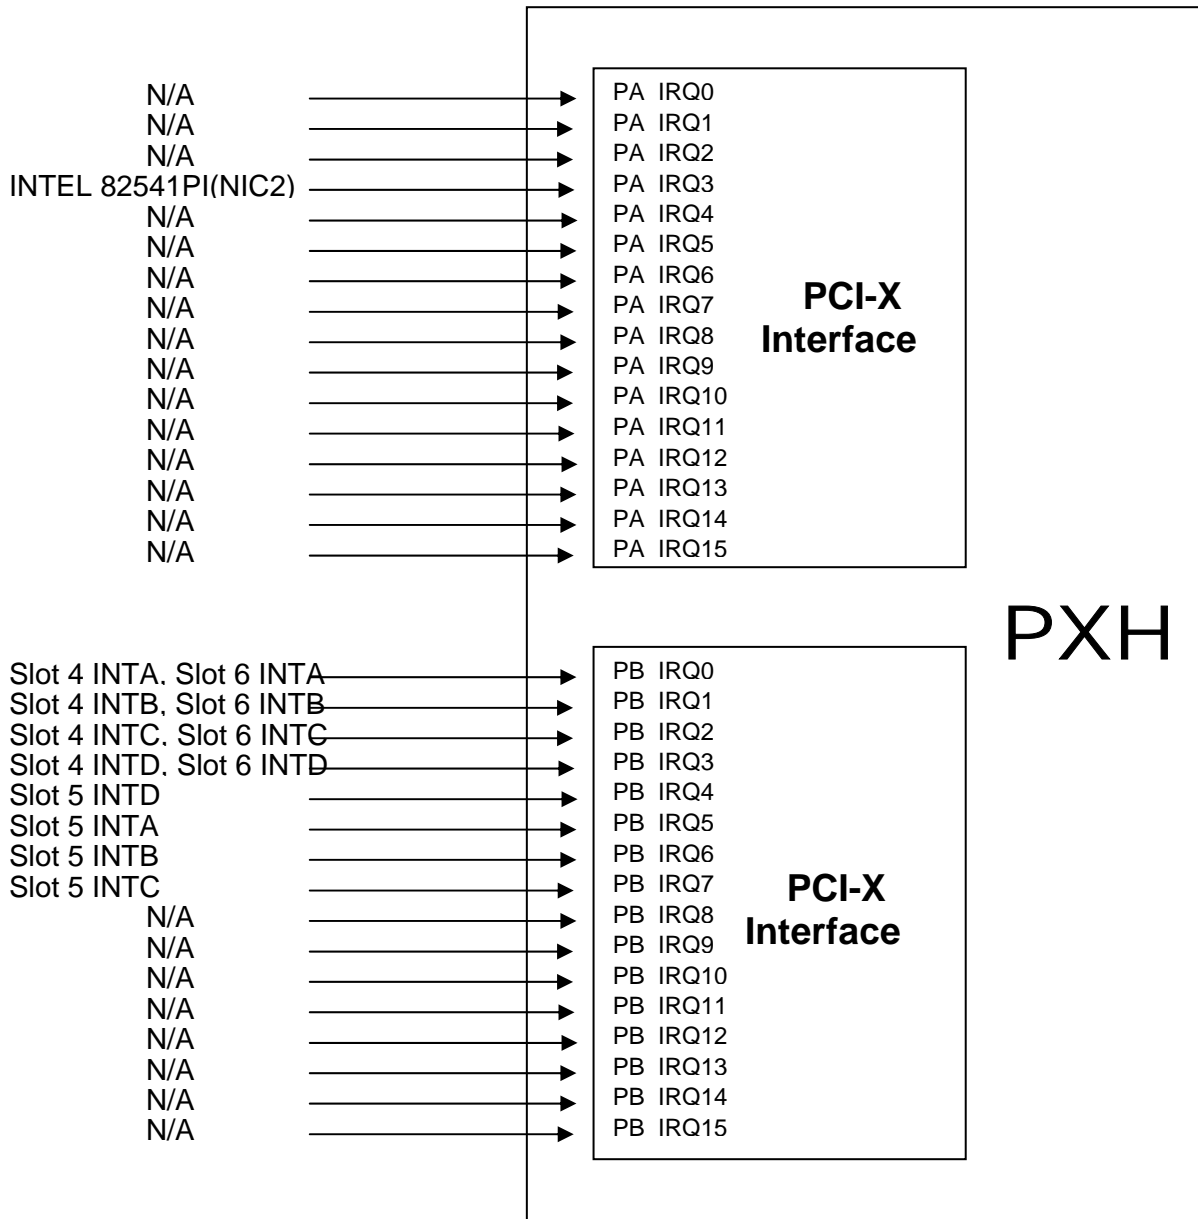 N/A PA IRQ0
N/A PA IRQ1
N/A PA IRQ2
INTEL 82541PI(NIC2) PA IRQ3
N/A PA IRQ4
N/A PA IRQ5
N/A PA IRQ6
N/A PA IRQ7
N/A PA IRQ8
N/A PA IRQ9
N/A PA IRQ10
N/A PA IRQ11
N/A PA IRQ12
N/A PA IRQ13
N/A PA IRQ14
N/A PA IRQ15
PCI-X
Interface
PXH
Slot 4 INTA, Slot 6 INTA PB IRQ0
Slot 4 INTB, Slot 6 INTB PB IRQ1
Slot 4 INTC, Slot 6 INTC PB IRQ2
Slot 4 INTD, Slot 6 INTD PB IRQ3
Slot 5 INTD PB IRQ4
Slot 5 INTA PB IRQ5
Slot 5 INTB PB IRQ6
Slot 5 INTC PB IRQ7
N/A PB IRQ8
N/A PB IRQ9
N/A PB IRQ10
N/A PB IRQ11
N/A PB IRQ12
N/A PB IRQ13
N/A PB IRQ14
N/A PB IRQ15
PCI-X
Interface